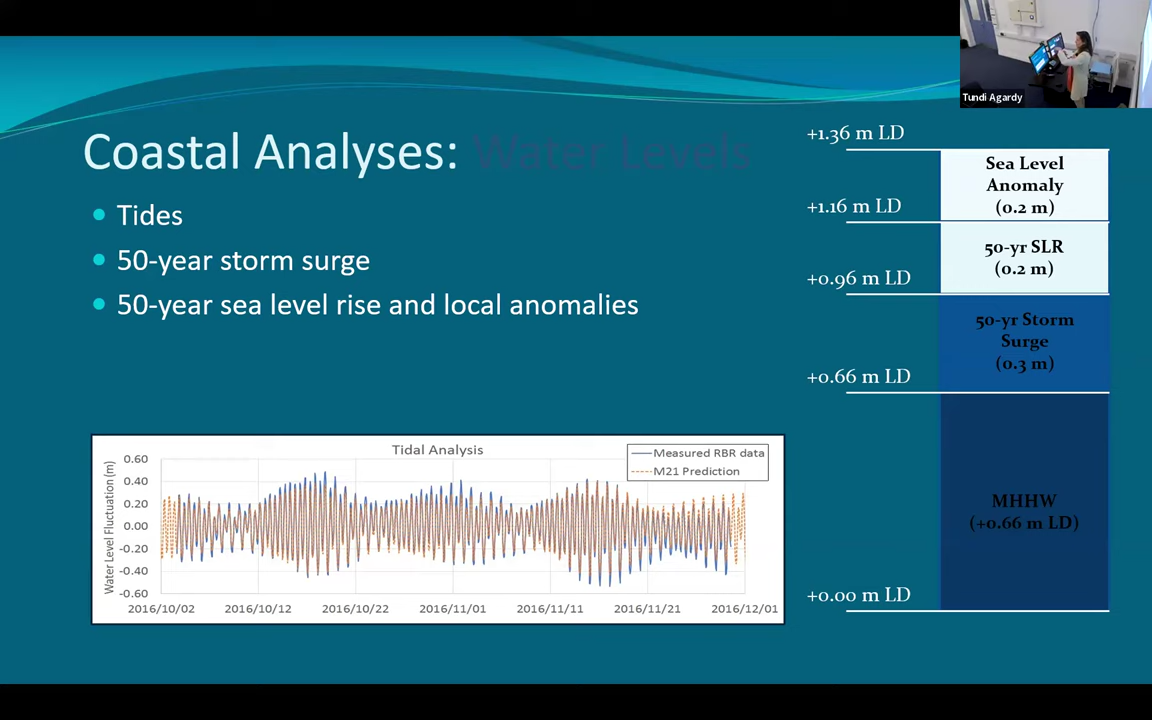 Tundi Agardy
Coastal Analyses: Water Levels
Tides
50-year storm surge
50-year sea level rise and local anomalies
Tidal Analysis
Measured RBR data
M21 Prediction
Water Level Fluctuation (m)
0.60
0.40
0.20
0.00
-0.20
-0.40
-0.60
2016/10/02 2016/10/12 2016/10/22 2016/11/01 2016/11/11 2016/11/21 2016/12/01
+1.36 m LD
Sea Level
Anomaly
(0.2 m)
+1.16 m LD
50-yr SLR
(0.2 m)
+0.96 m LD
50-yr Storm
Surge
(0.3 m)
+0.66 m LD
MHHW
(+0.66 m LD)
+0.00 m LD